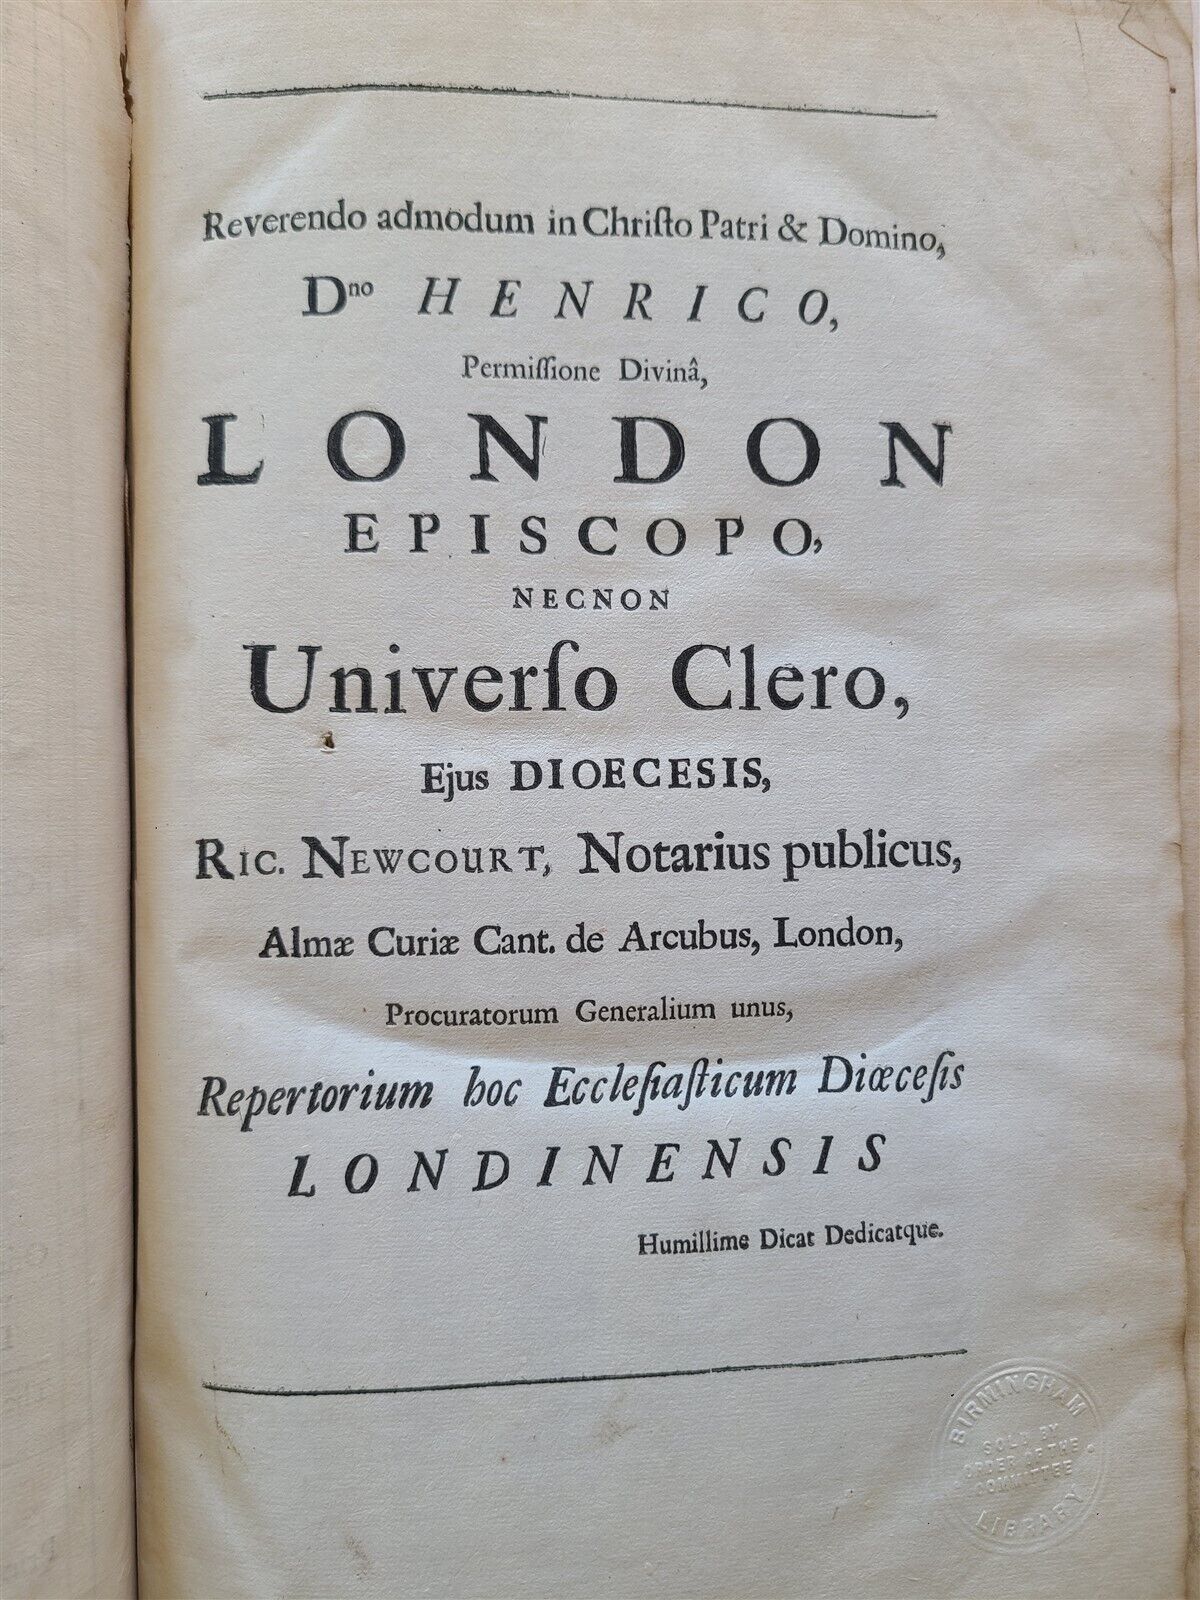 Reverendo admodum in Chriſto Patri & Domino,
Dno HENRICO,
Permiſſione Divinâ,
LONDON
EPISCOPO,
NECNON
Univerſo Clero,
Ejus DIOECESIS,
RIC. NEWCOURT, Notarius publicus,
Almæ Curiæ Cant. de Arcubus, London,
Procuratorum Generalium unus,
Repertorium hoc Eccleſiaſticum Diœceſis
LONDINENSIS
Humillime Dicat Dedicatque.
BIRMINGHAM
SOLD BY
ORDER OF THE
COMMITTEE
LIBRARY